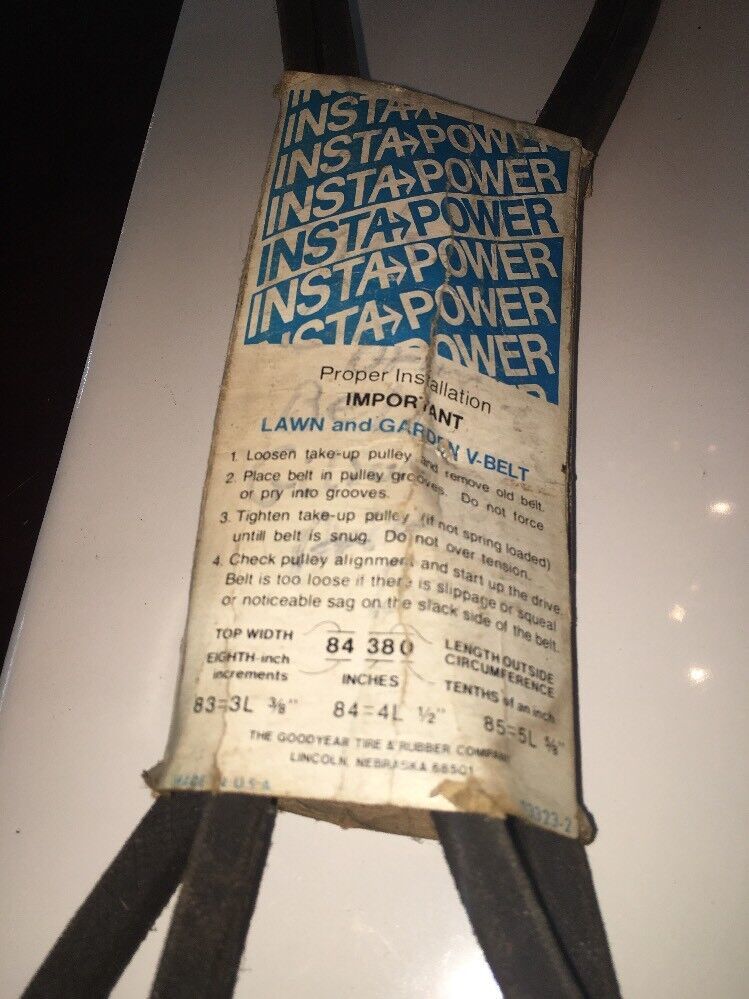 INSTA POWER
INSTA POWER
INSTA POWER
INSTA POWER
INSTA POWER
INSTA POWER
STA POWER
Proper Installation
IMPORTANT
LAWN and GARDEN V-BELT
1. Loosen take-up pulley and remove old belt.
2. Place belt in pulley grooves. Do not force
or pry into grooves.
3. Tighten take-up pulley (if not spring loaded)
untill belt is snug. Do not over tension.
4. Check pulley alignment and start up the drive.
Belt is too loose if there is slippage or squeal
or noticeable sag on the slack side of the belt.
TOP WIDTH
EIGHTH-inch
increments
84 380
INCHES
LENGTH OUTSIDE
CIRCUMFERENCE
TENTHS of an inch
83=3L 3/8" 84=4L 1/2" 85=5L 5/8"
THE GOODYEAR TIRE & RUBBER COMPANY
LINCOLN, NEBRASKA 68501
MADE IN U.S.A.